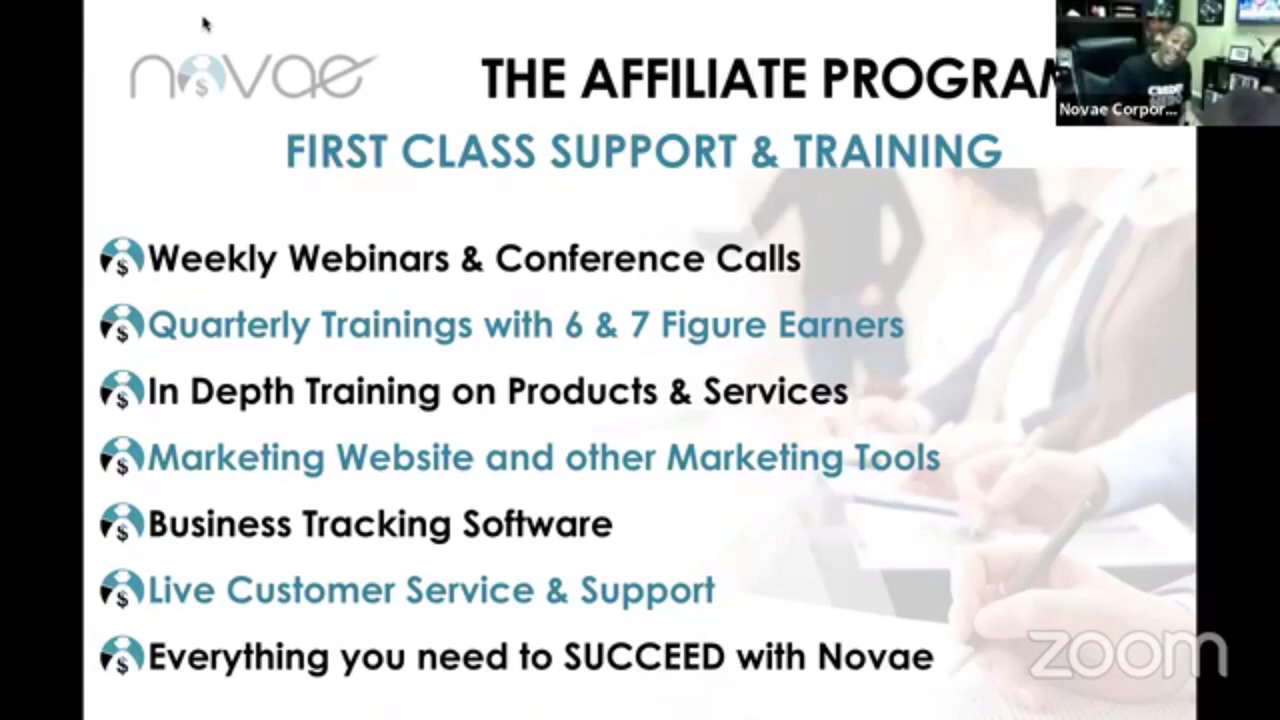 novae
THE AFFILIATE PROGRAM
FIRST CLASS SUPPORT & TRAINING
Novae Corpor...
$ Weekly Webinars & Conference Calls
$ Quarterly Trainings with 6 & 7 Figure Earners
$ In Depth Training on Products & Services
$ Marketing Website and other Marketing Tools
$ Business Tracking Software
$ Live Customer Service & Support
$ Everything you need to SUCCEED with Novae
zoom